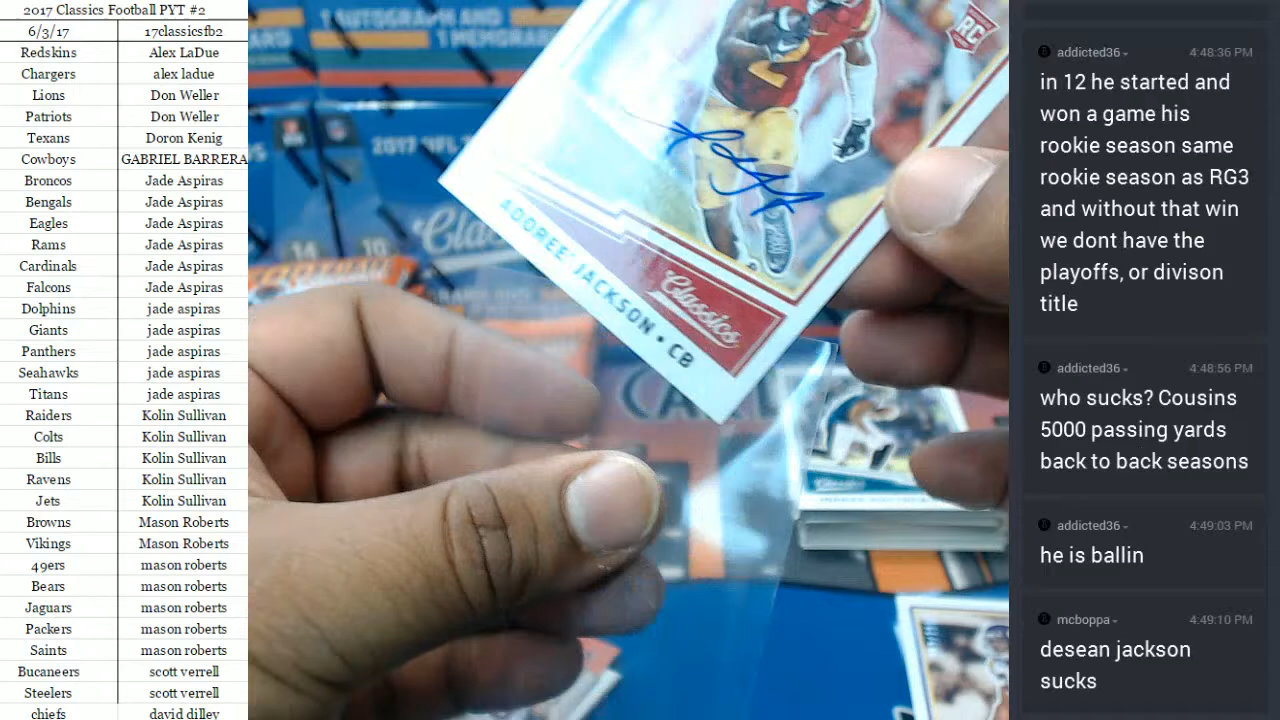 2017 Classics Football PYT #2
6/3/17 17classicsfb2
Redskins Alex LaDue
Chargers alex ladue
Lions Don Weller
Patriots Don Weller
Texans Doron Kenig
Cowboys GABRIEL BARRERA
Broncos Jade Aspiras
Bengals Jade Aspiras
Eagles Jade Aspiras
Rams Jade Aspiras
Cardinals Jade Aspiras
Falcons Jade Aspiras
Dolphins jade aspiras
Giants jade aspiras
Panthers jade aspiras
Seahawks jade aspiras
Titans jade aspiras
Raiders Kolin Sullivan
Colts Kolin Sullivan
Bills Kolin Sullivan
Ravens Kolin Sullivan
Jets Kolin Sullivan
Browns Mason Roberts
Vikings Mason Roberts
49ers mason roberts
Bears mason roberts
Jaguars mason roberts
Packers mason roberts
Saints mason roberts
Bucaneers scott verrell
Steelers scott verrell
chiefs david dilley
1 AUTOGRAPH AND
1 MEMORAB
2017 NFL
14 10
RC
ADOREE' JACKSON • CB
Classics
addicted36 4:48:36 PM
in 12 he started and
won a game his
rookie season same
rookie season as RG3
and without that win
we dont have the
playoffs, or divison
title
addicted36 4:48:56 PM
who sucks? Cousins
5000 passing yards
back to back seasons
addicted36 4:49:03 PM
he is ballin
mcboppa 4:49:10 PM
desean jackson
sucks